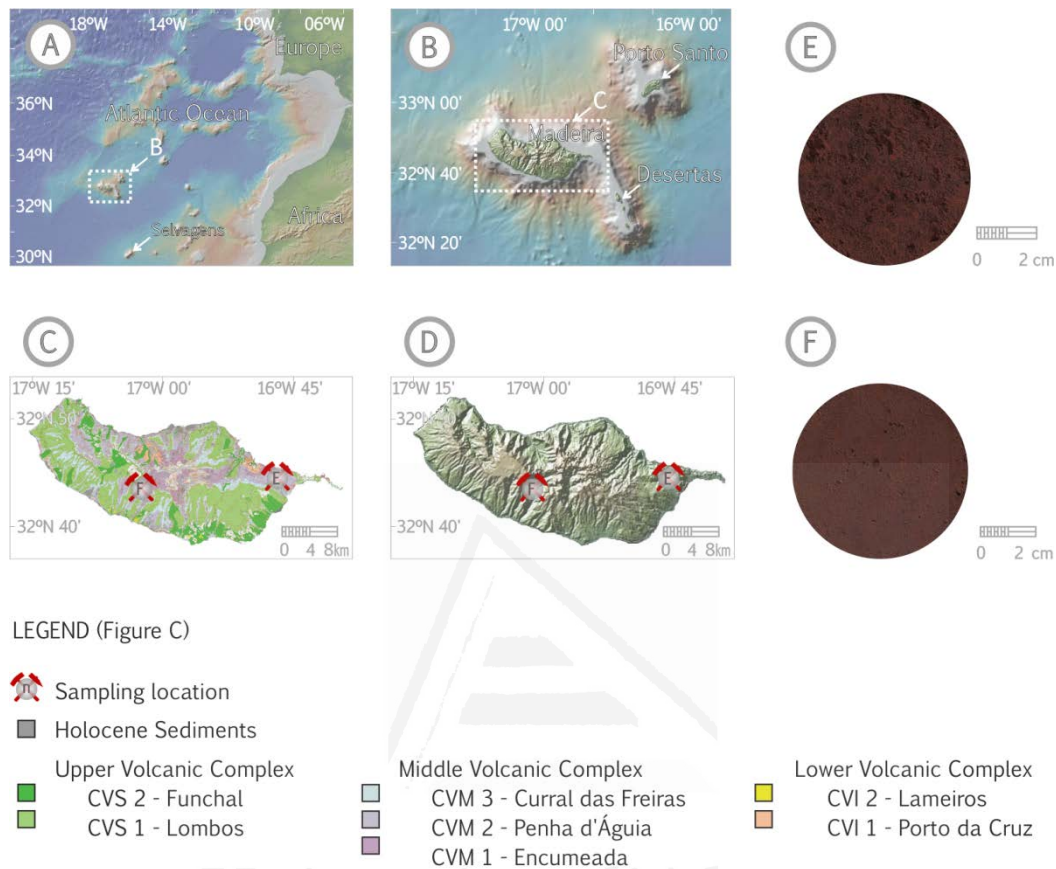 A
18ºW
14ºW
10ºW
06ºW
Europe
36ºN
Atlantic Ocean
34ºN
B
32ºN
Africa
Selvagens
30ºN
B
17ºW 00'
16ºW 00'
Porto Santo
33ºN 00'
C
Madeira
32ºN 40'
Desertas
32ºN 20'
E
0 2 cm
C
17ºW 15'
17ºW 00'
16ºW 45'
F
E
32ºN 40'
0 4 8km
D
17ºW 15'
17ºW 00'
16ºW 45'
32ºN 50'
F
E
32ºN 40'
0 4 8km
F
0 2 cm
LEGEND (Figure C)
π Sampling location
Holocene Sediments
Upper Volcanic Complex
CVS 2 - Funchal
CVS 1 - Lombos
Middle Volcanic Complex
CVM 3 - Curral das Freiras
CVM 2 - Penha d'Águia
CVM 1 - Encumeada
Lower Volcanic Complex
CVI 2 - Lameiros
CVI 1 - Porto da Cruz